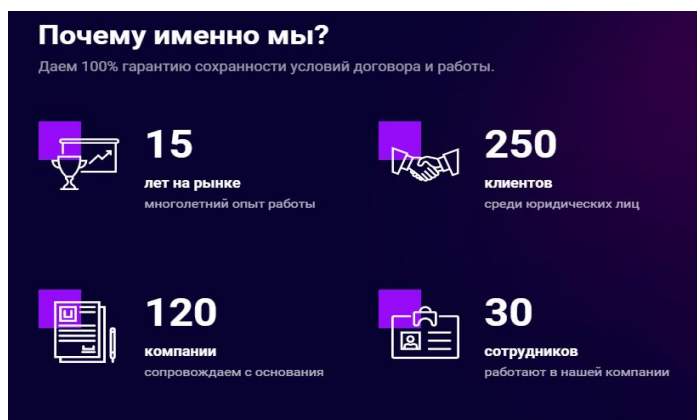 Почему именно мы?
Даем 100% гарантию сохранности условий договора и работы.
15
лет на рынке
многолетний опыт работы
250
клиентов
среди юридических лиц
120
компании
сопровождаем с основания
30
сотрудников
работают в нашей компании